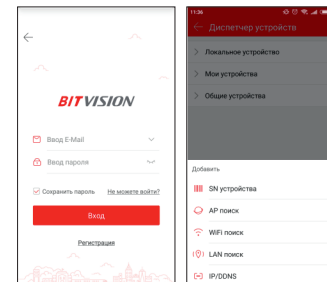 BITVISION
Ввод E-Mail
Ввод пароля
Сохранить пароль Не можете войти?
Вход
Регистрация
11:36
Диспетчер устройств
Локальное устройство
Мои устройства
Общие устройства
Добавить
SN устройства
AP поиск
WiFi поиск
LAN поиск
IP/DDNS